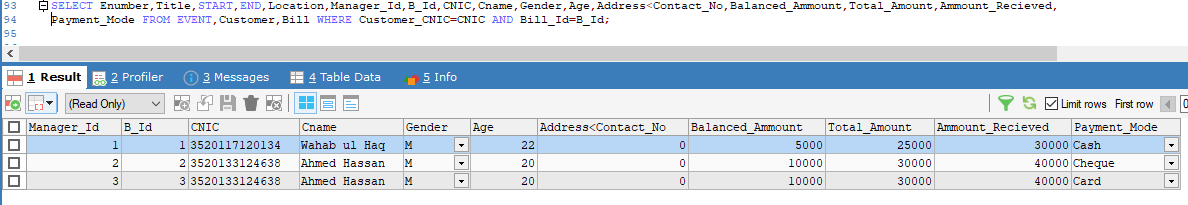 93 SELECT Enumber,Title,START,END,Location,Manager_Id,B_Id,CNIC,Cname,Gender,Age,Address<Contact_No,Balanced_Ammount,Total_Amount,Ammount_Recieved,
94 Payment_Mode FROM EVENT,Customer,Bill WHERE Customer_CNIC=CNIC AND Bill_Id=B_Id;
95
1 Result 2 Profiler 3 Messages 4 Table Data 5 Info
(Read Only) Limit rows First row 0
Manager_Id B_Id CNIC Cname Gender Age Address<Contact_No Balanced_Ammount Total_Amount Ammount_Recieved Payment_Mode
1 1 3520117120134 Wahab ul Haq M 22 0 5000 25000 30000 Cash
2 2 3520133124638 Ahmed Hassan M 20 0 10000 30000 40000 Cheque
3 3 3520133124638 Ahmed Hassan M 20 0 10000 30000 40000 Card